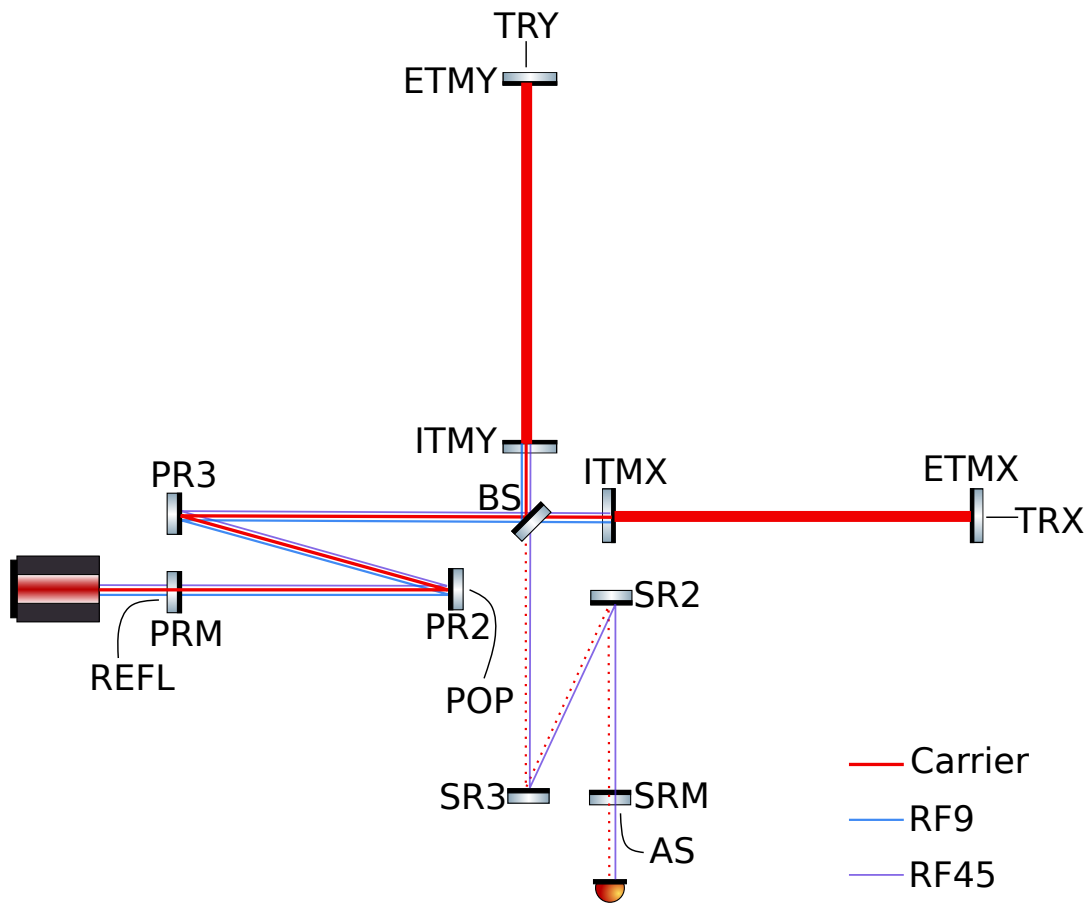 TRY
ETMY
ITMY
ITMX
ETMX
PR3
BS
TRX
PRM
PR2
SR2
REFL
POP
SR3
SRM
AS
Carrier
RF9
RF45